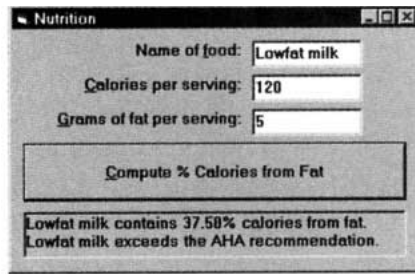 Nutrition
Name of food: Lowfat milk
Calories per serving: 120
Grams of fat per serving: 5
Compute % Calories from Fat
Lowfat milk contains 37.50% calories from fat.
Lowfat milk exceeds the AHA recommendation.